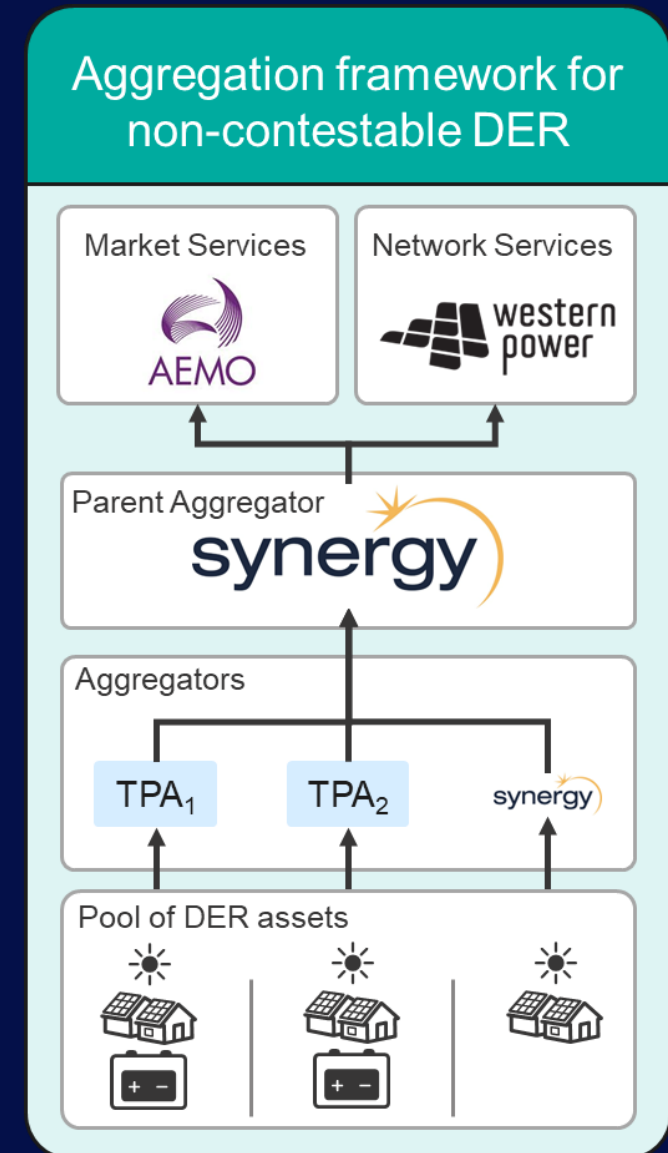 Aggregation framework for
non-contestable DER
Market Services
AEMO
Network Services
western
power
Parent Aggregator
synergy
Aggregators
TPA₁
TPA₂
synergy
Pool of DER assets
+ −
+ −